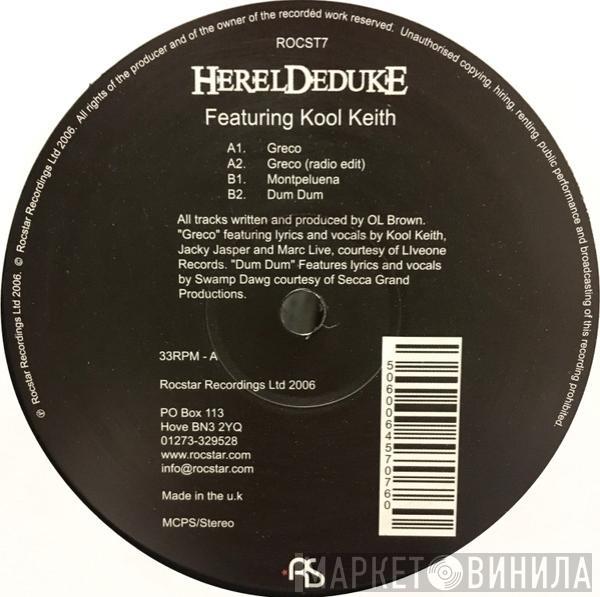 ℗ Rocstar Recordings Ltd 2006. © Rocstar Recordings Ltd 2006. All rights of the producer and of the owner of the recorded work reserved. Unauthorised copying, hiring, renting, public performance and broadcasting of this recording prohibited.
ROCST7
HERELDEDUKE
Featuring Kool Keith
A1. Greco
A2. Greco (radio edit)
B1. Montpeluena
B2. Dum Dum
All tracks written and produced by OL Brown.
"Greco" featuring lyrics and vocals by Kool Keith,
Jacky Jasper and Marc Live, courtesy of LIveone
Records. "Dum Dum" Features lyrics and vocals
by Swamp Dawg courtesy of Secca Grand
Productions.
33RPM - A
Rocstar Recordings Ltd 2006
PO Box 113
Hove BN3 2YQ
01273-329528
www.rocstar.com
info@rocstar.com
Made in the u.k
MCPS/Stereo
5060064570760
RS
МАРКЕТ ВИНИЛА